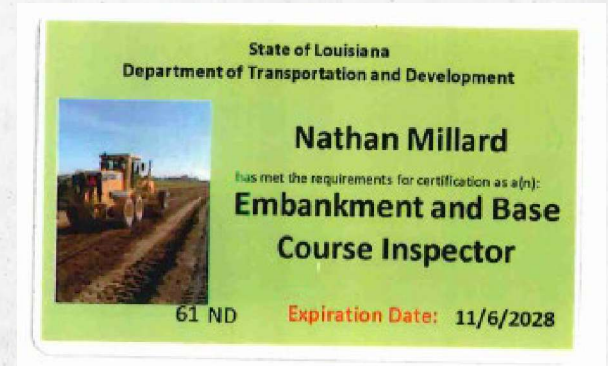 State of Louisiana
Department of Transportation and Development
Nathan Millard
has met the requirements for certification as a(n):
Embankment and Base
Course Inspector
61 ND
Expiration Date: 11/6/2028